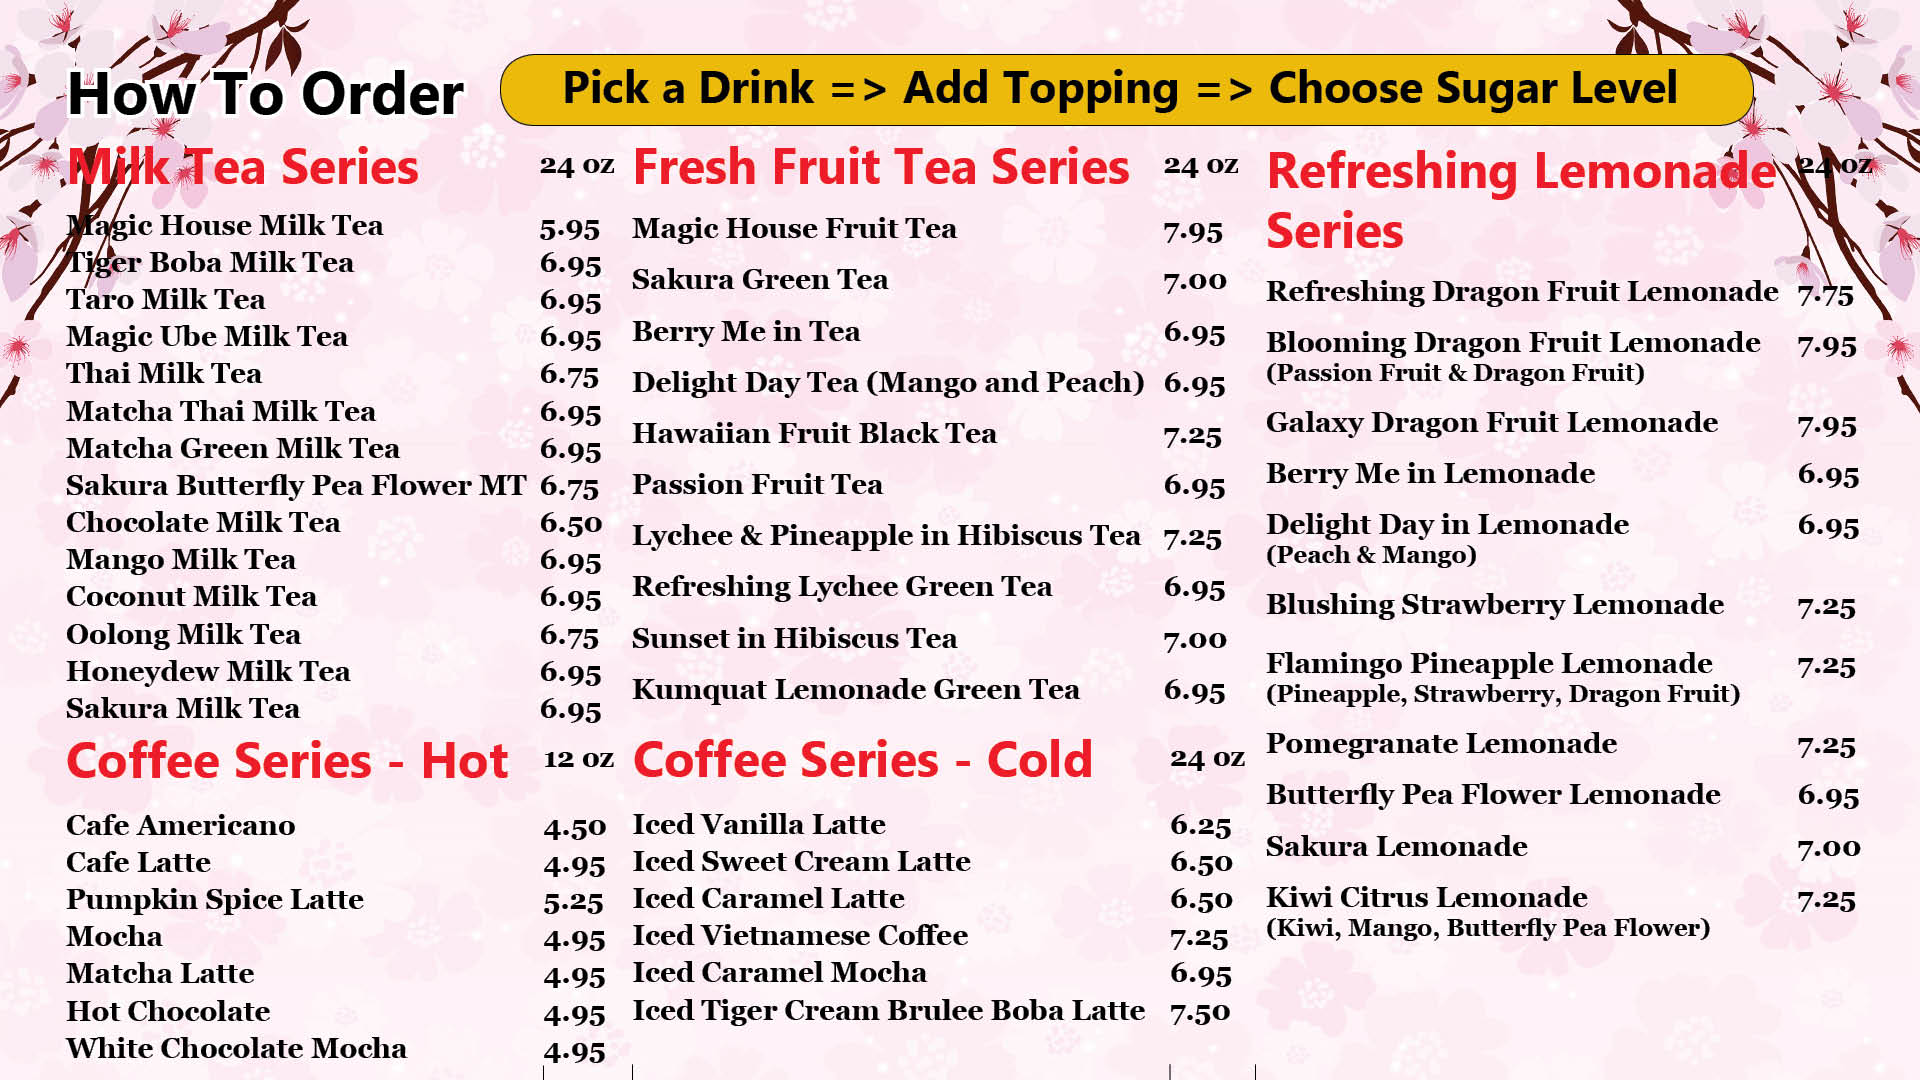 How To Order
Pick a Drink => Add Topping => Choose Sugar Level
Milk Tea Series 24 oz
Magic House Milk Tea 5.95
Tiger Boba Milk Tea 6.95
Taro Milk Tea 6.95
Magic Ube Milk Tea 6.95
Thai Milk Tea 6.75
Matcha Thai Milk Tea 6.95
Matcha Green Milk Tea 6.95
Sakura Butterfly Pea Flower MT 6.75
Chocolate Milk Tea 6.50
Mango Milk Tea 6.95
Coconut Milk Tea 6.95
Oolong Milk Tea 6.75
Honeydew Milk Tea 6.95
Sakura Milk Tea 6.95
Coffee Series - Hot 12 oz
Cafe Americano 4.50
Cafe Latte 4.95
Pumpkin Spice Latte 5.25
Mocha 4.95
Matcha Latte 4.95
Hot Chocolate 4.95
White Chocolate Mocha 4.95
Fresh Fruit Tea Series 24 oz
Magic House Fruit Tea 7.95
Sakura Green Tea 7.00
Berry Me in Tea 6.95
Delight Day Tea (Mango and Peach) 6.95
Hawaiian Fruit Black Tea 7.25
Passion Fruit Tea 6.95
Lychee & Pineapple in Hibiscus Tea 7.25
Refreshing Lychee Green Tea 6.95
Sunset in Hibiscus Tea 7.00
Kumquat Lemonade Green Tea 6.95
Coffee Series - Cold 24 oz
Iced Vanilla Latte 6.25
Iced Sweet Cream Latte 6.50
Iced Caramel Latte 6.50
Iced Vietnamese Coffee 7.25
Iced Caramel Mocha 6.95
Iced Tiger Cream Brulee Boba Latte 7.50
Refreshing Lemonade 24 oz
Series
Refreshing Dragon Fruit Lemonade 7.75
Blooming Dragon Fruit Lemonade 7.95
(Passion Fruit & Dragon Fruit)
Galaxy Dragon Fruit Lemonade 7.95
Berry Me in Lemonade 6.95
Delight Day in Lemonade 6.95
(Peach & Mango)
Blushing Strawberry Lemonade 7.25
Flamingo Pineapple Lemonade 7.25
(Pineapple, Strawberry, Dragon Fruit)
Pomegranate Lemonade 7.25
Butterfly Pea Flower Lemonade 6.95
Sakura Lemonade 7.00
Kiwi Citrus Lemonade 7.25
(Kiwi, Mango, Butterfly Pea Flower)